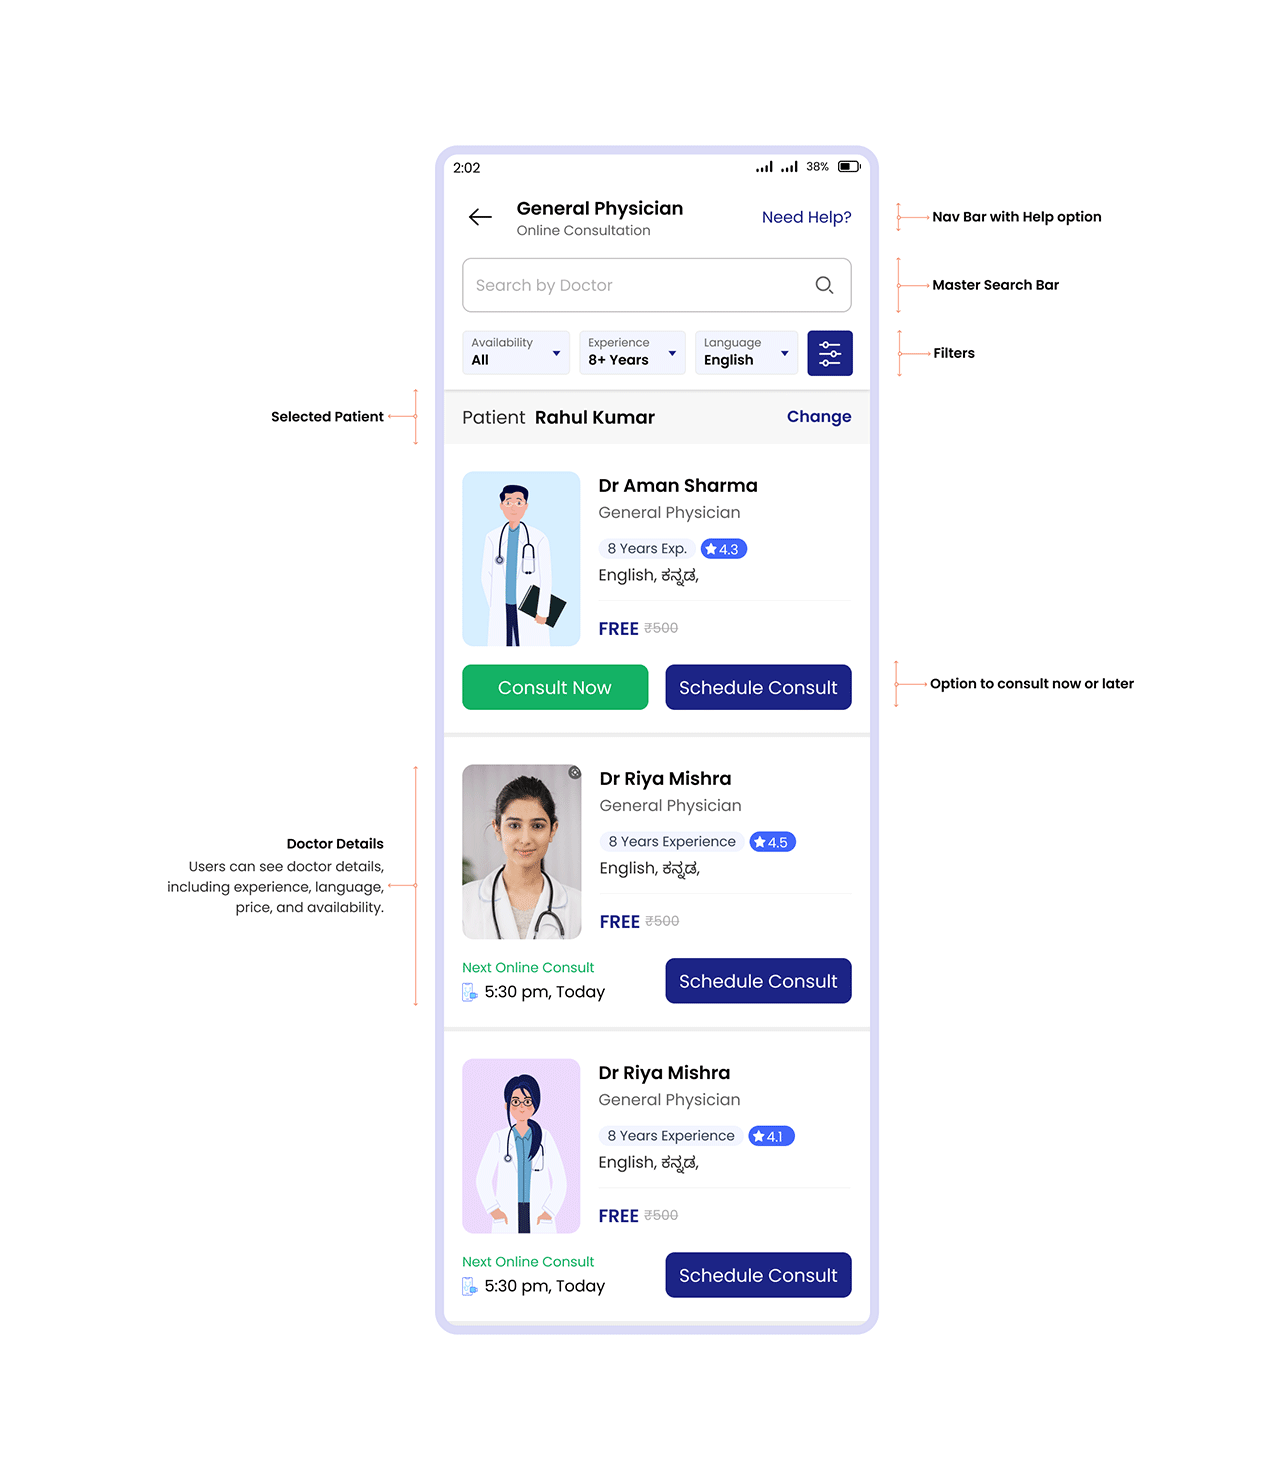 2:02
38%
General Physician
Online Consultation
Need Help?
Nav Bar with Help option
Search by Doctor
Master Search Bar
Availability
All
Experience
8+ Years
Language
English
Filters
Selected Patient
Patient Rahul Kumar
Change
Dr Aman Sharma
General Physician
8 Years Exp.
4.3
English, ಕನ್ನಡ,
FREE ₹500
Consult Now
Schedule Consult
Option to consult now or later
Doctor Details
Users can see doctor details,
including experience, language,
price, and availability.
Dr Riya Mishra
General Physician
8 Years Experience
4.5
English, ಕನ್ನಡ,
FREE ₹500
Next Online Consult
5:30 pm, Today
Schedule Consult
Dr Riya Mishra
General Physician
8 Years Experience
4.1
English, ಕನ್ನಡ,
FREE ₹500
Next Online Consult
5:30 pm, Today
Schedule Consult